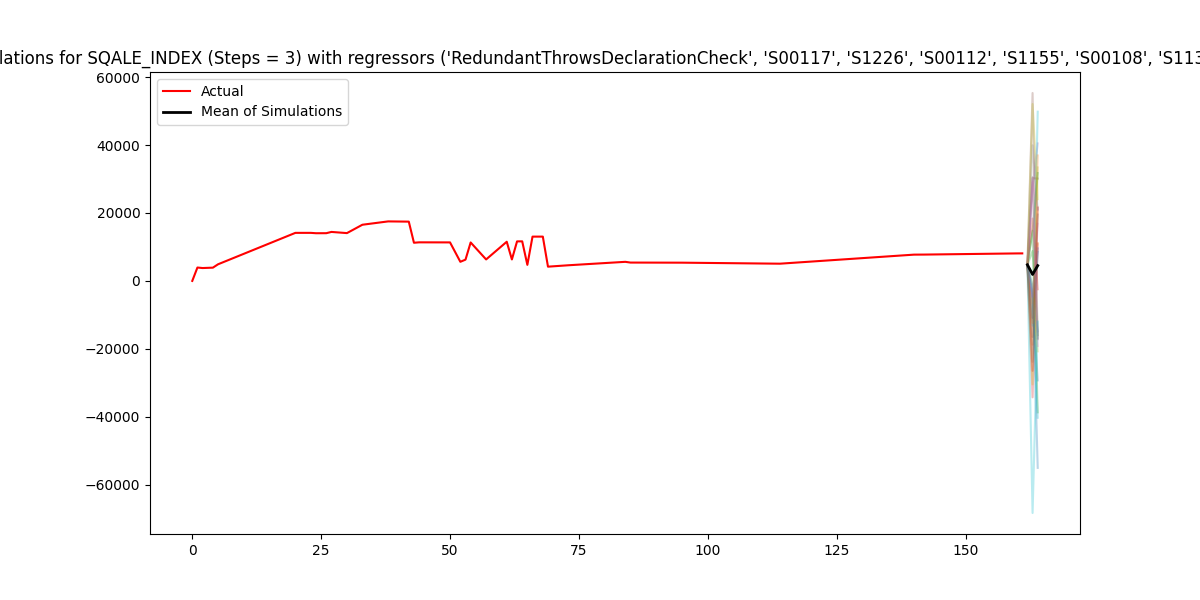 lations for SQALE_INDEX (Steps = 3) with regressors ('RedundantThrowsDeclarationCheck', 'S00117', 'S1226', 'S00112', 'S1155', 'S00108', 'S113
Actual
Mean of Simulations
60000
40000
20000
0
−20000
−40000
−60000
0 25 50 75 100 125 150